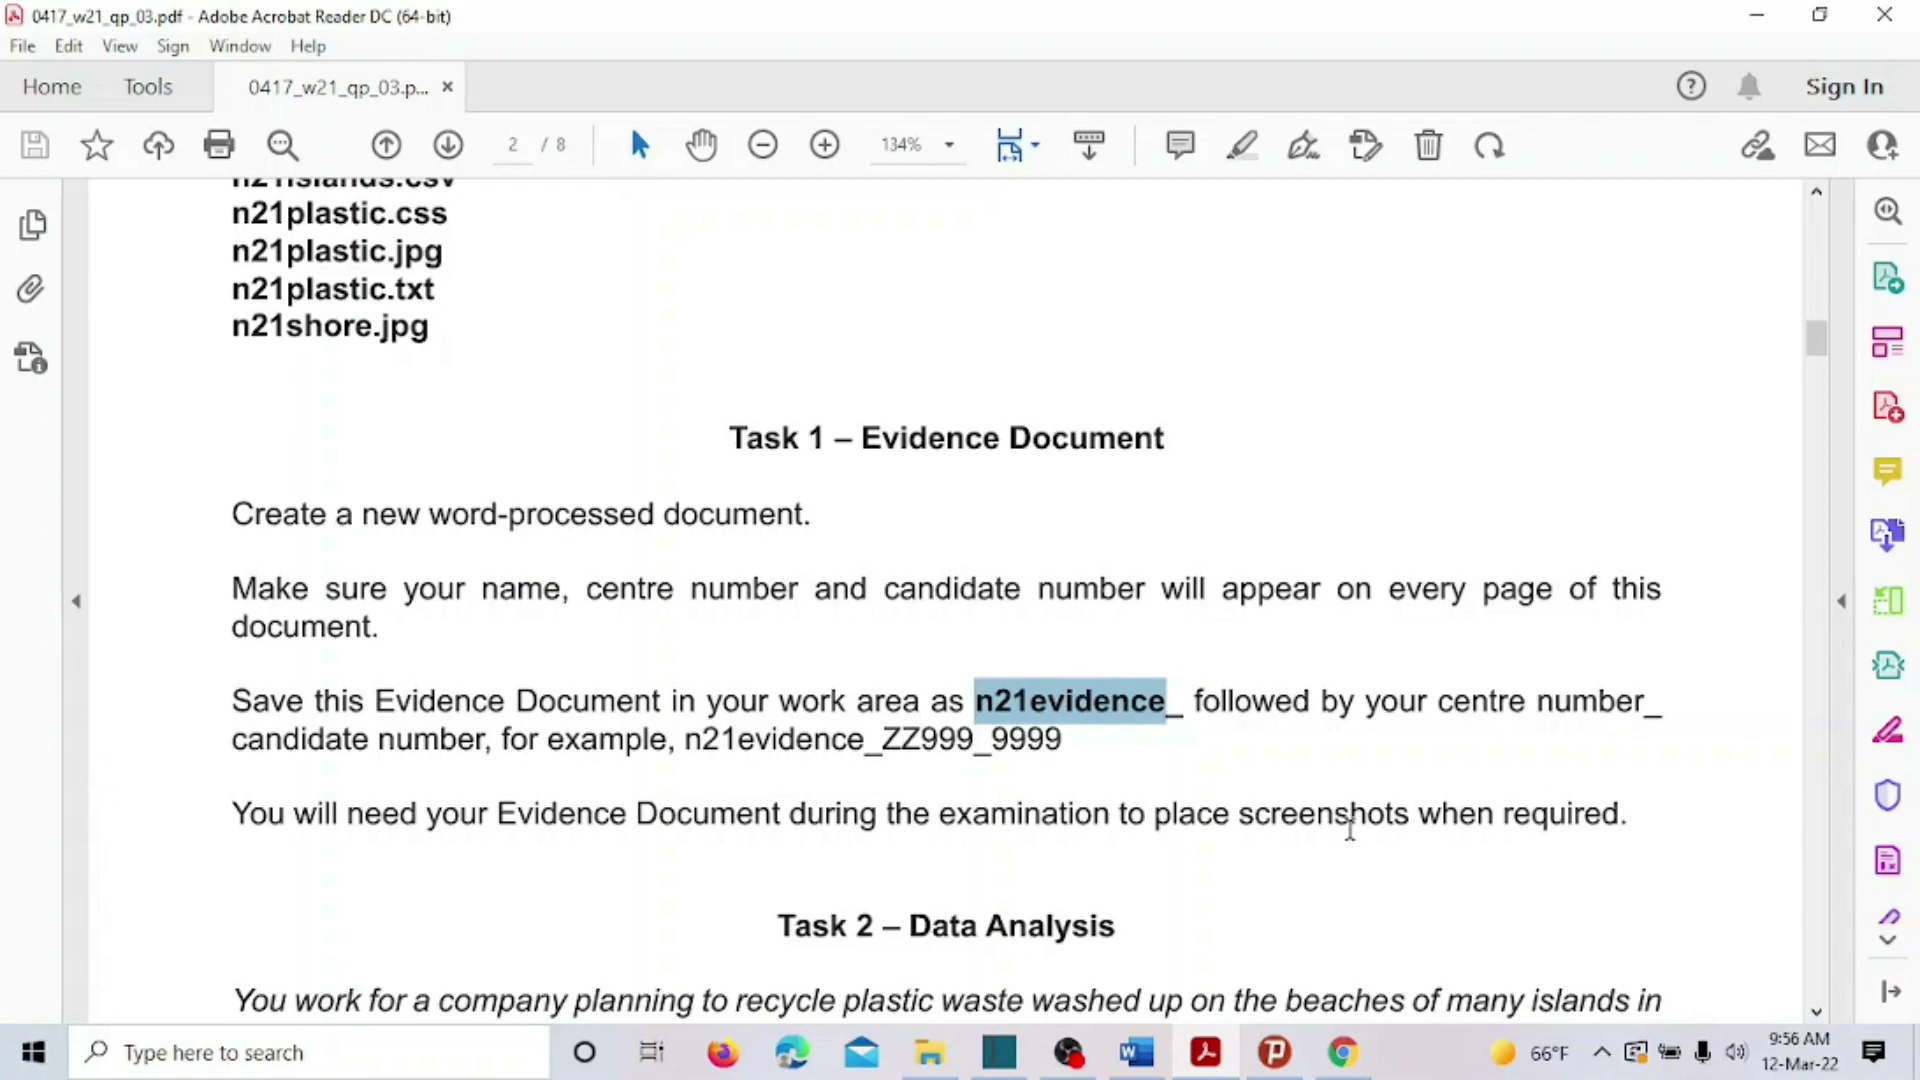 0417_w21_qp_03.pdf - Adobe Acrobat Reader DC (64-bit)
File Edit View Sign Window Help
Home Tools 0417_w21_qp_03.p... × Sign In
2 / 8 134%
n21islands.csv
n21plastic.css
n21plastic.jpg
n21plastic.txt
n21shore.jpg
Task 1 – Evidence Document
Create a new word-processed document.
Make sure your name, centre number and candidate number will appear on every page of this
document.
Save this Evidence Document in your work area as n21evidence_ followed by your centre number_
candidate number, for example, n21evidence_ZZ999_9999
You will need your Evidence Document during the examination to place screenshots when required.
Task 2 – Data Analysis
You work for a company planning to recycle plastic waste washed up on the beaches of many islands in
Type here to search 66°F 9:56 AM
12-Mar-22